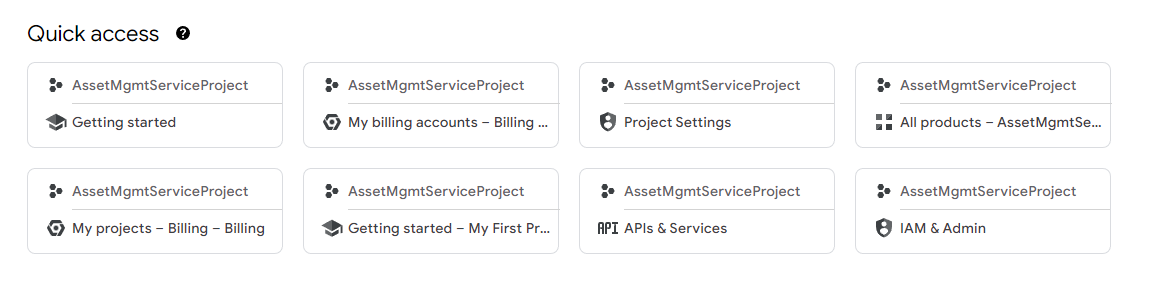 Quick access
AssetMgmtServiceProject
Getting started
AssetMgmtServiceProject
My billing accounts – Billing ...
AssetMgmtServiceProject
Project Settings
AssetMgmtServiceProject
All products – AssetMgmtSe...
AssetMgmtServiceProject
My projects – Billing – Billing
AssetMgmtServiceProject
Getting started – My First Pr...
AssetMgmtServiceProject
API APIs & Services
AssetMgmtServiceProject
IAM & Admin